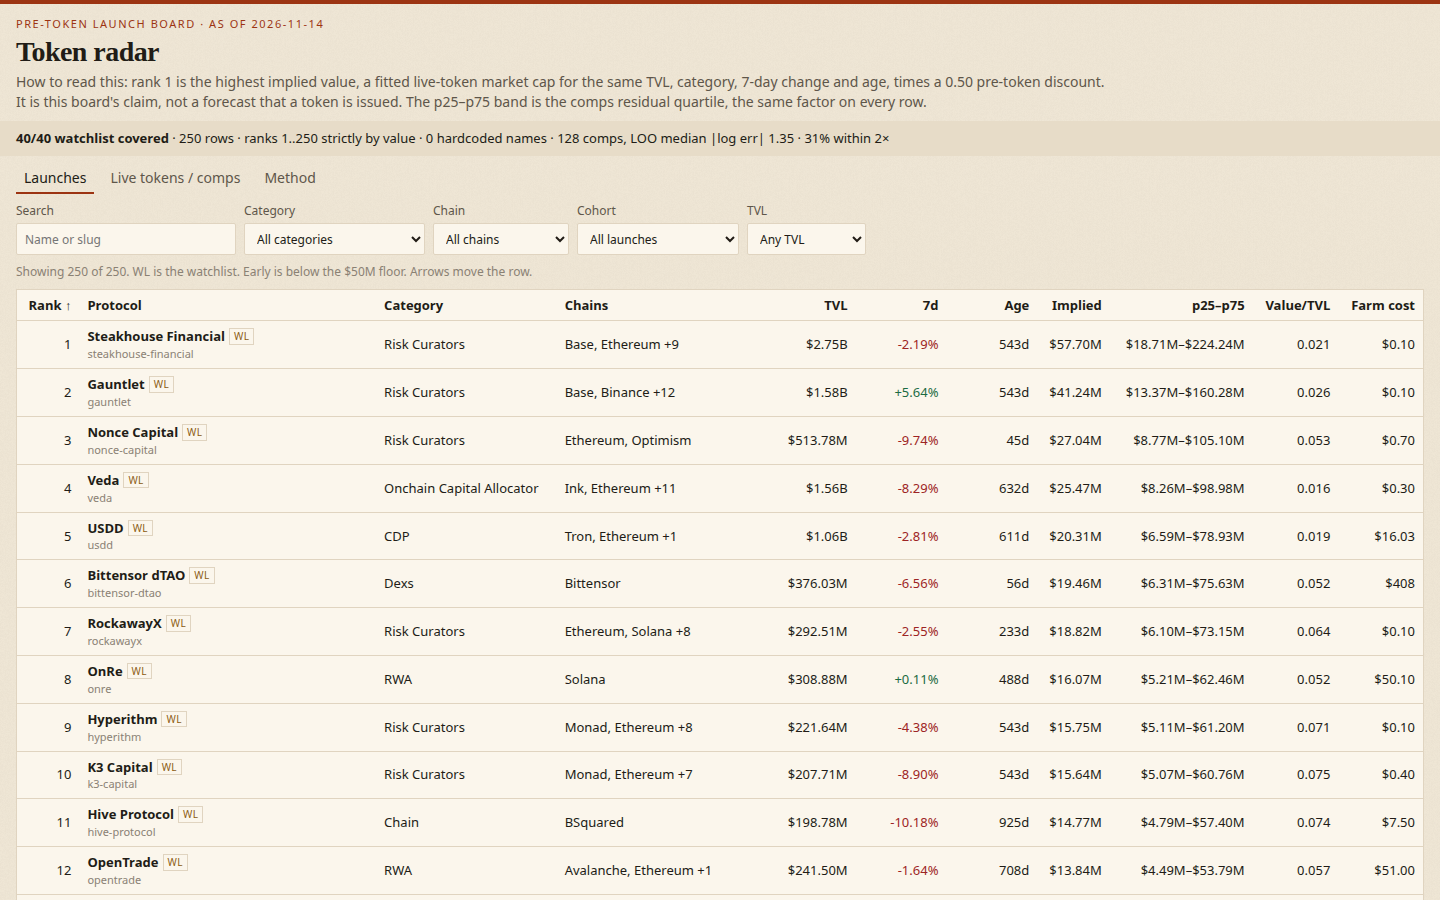 PRE-TOKEN LAUNCH BOARD · AS OF 2026-11-14
Token radar
How to read this: rank 1 is the highest implied value, a fitted live-token market cap for the same TVL, category, 7-day change and age, times a 0.50 pre-token discount.
It is this board's claim, not a forecast that a token is issued. The p25–p75 band is the comps residual quartile, the same factor on every row.
40/40 watchlist covered · 250 rows · ranks 1..250 strictly by value · 0 hardcoded names · 128 comps, LOO median |log err| 1.35 · 31% within 2×
Launches Live tokens / comps Method
Search Category Chain Cohort TVL
Name or slug All categories All chains All launches Any TVL
Showing 250 of 250. WL is the watchlist. Early is below the $50M floor. Arrows move the row.
Rank ↑ Protocol Category Chains TVL 7d Age Implied p25–p75 Value/TVL Farm cost
1 Steakhouse Financial WL Risk Curators Base, Ethereum +9 $2.75B -2.19% 543d $57.70M $18.71M–$224.24M 0.021 $0.10
steakhouse-financial
2 Gauntlet WL Risk Curators Base, Binance +12 $1.58B +5.64% 543d $41.24M $13.37M–$160.28M 0.026 $0.10
gauntlet
3 Nonce Capital WL Risk Curators Ethereum, Optimism $513.78M -9.74% 45d $27.04M $8.77M–$105.10M 0.053 $0.70
nonce-capital
4 Veda WL Onchain Capital Allocator Ink, Ethereum +11 $1.56B -8.29% 632d $25.47M $8.26M–$98.98M 0.016 $0.30
veda
5 USDD WL CDP Tron, Ethereum +1 $1.06B -2.81% 611d $20.31M $6.59M–$78.93M 0.019 $16.03
usdd
6 Bittensor dTAO WL Dexs Bittensor $376.03M -6.56% 56d $19.46M $6.31M–$75.63M 0.052 $408
bittensor-dtao
7 RockawayX WL Risk Curators Ethereum, Solana +8 $292.51M -2.55% 233d $18.82M $6.10M–$73.15M 0.064 $0.10
rockawayx
8 OnRe WL RWA Solana $308.88M +0.11% 488d $16.07M $5.21M–$62.46M 0.052 $50.10
onre
9 Hyperithm WL Risk Curators Monad, Ethereum +8 $221.64M -4.38% 543d $15.75M $5.11M–$61.20M 0.071 $0.10
hyperithm
10 K3 Capital WL Risk Curators Monad, Ethereum +7 $207.71M -8.90% 543d $15.64M $5.07M–$60.76M 0.075 $0.40
k3-capital
11 Hive Protocol WL Chain BSquared $198.78M -10.18% 925d $14.77M $4.79M–$57.40M 0.074 $7.50
hive-protocol
12 OpenTrade WL RWA Avalanche, Ethereum +1 $241.50M -1.64% 708d $13.84M $4.49M–$53.79M 0.057 $51.00
opentrade